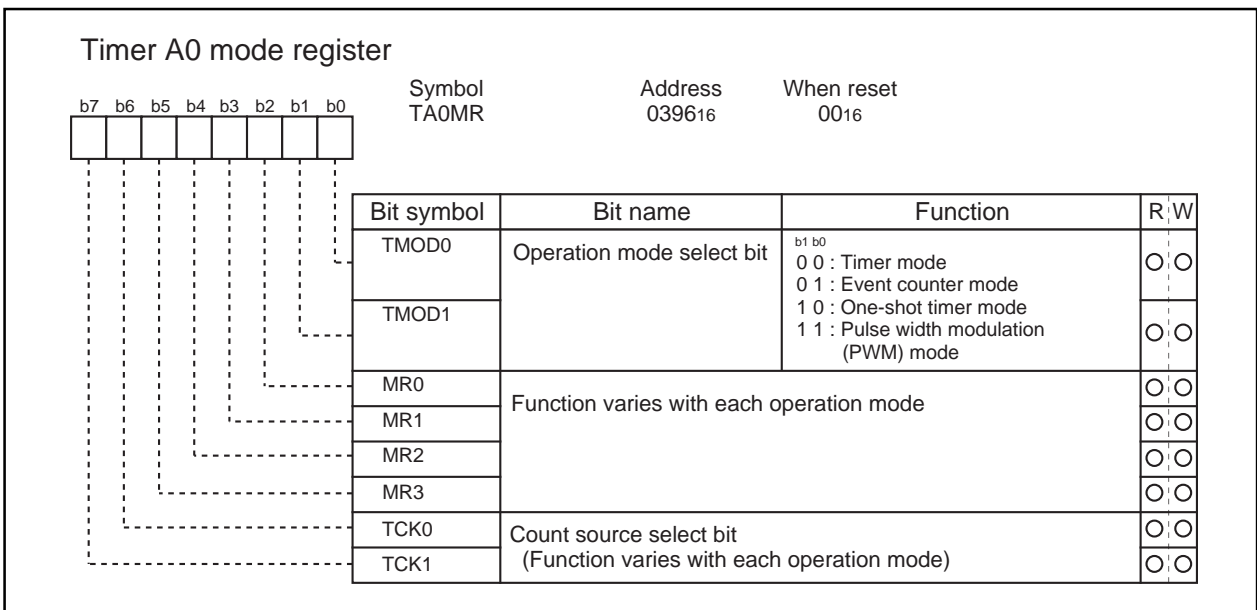 Timer A0 mode register
Symbol Address When reset
TA0MR 039616 0016
b7 b6 b5 b4 b3 b2 b1 b0
Bit symbol Bit name Function R W
TMOD0 Operation mode select bit
b1 b0
0 0 : Timer mode
0 1 : Event counter mode
TMOD1
1 0 : One-shot timer mode
1 1 : Pulse width modulation
(PWM) mode
MR0
Function varies with each operation mode
MR1
MR2
MR3
TCK0
Count source select bit
(Function varies with each operation mode)
TCK1